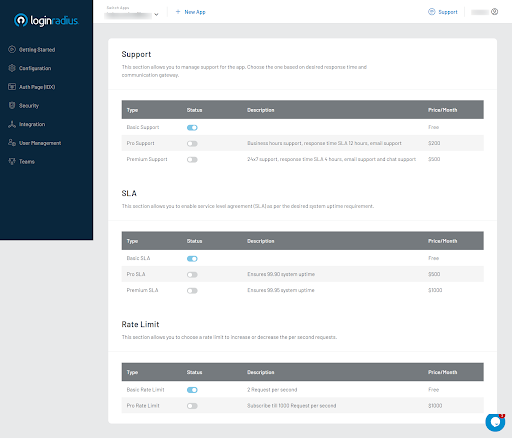 loginradius
Switch Apps
+ New App
Support
Getting Started
Configuration
Auth Page (IDX)
Security
Integration
User Management
Teams
Support
This section allows you to manage support for the app. Choose the one based on desired response time and
communication gateway.
Type Status Description Price/Month
Basic Support Free
Pro Support Business hours support, response time SLA 12 hours, email support $200
Premium Support 24x7 support, response time SLA 4 hours, email support and chat support $500
SLA
This section allows you to enable service-level agreement (SLA) as per the desired system uptime requirement.
Type Status Description Price/Month
Basic SLA Free
Pro SLA Ensures 99.90 system uptime $500
Premium SLA Ensures 99.95 system uptime $1000
Rate Limit
This section allows you to choose a rate limit to increase or decrease the per second requests.
Type Status Description Price/Month
Basic Rate Limit 2 Request per second Free
Pro Rate Limit Subscribe till 1000 Request per second $1000